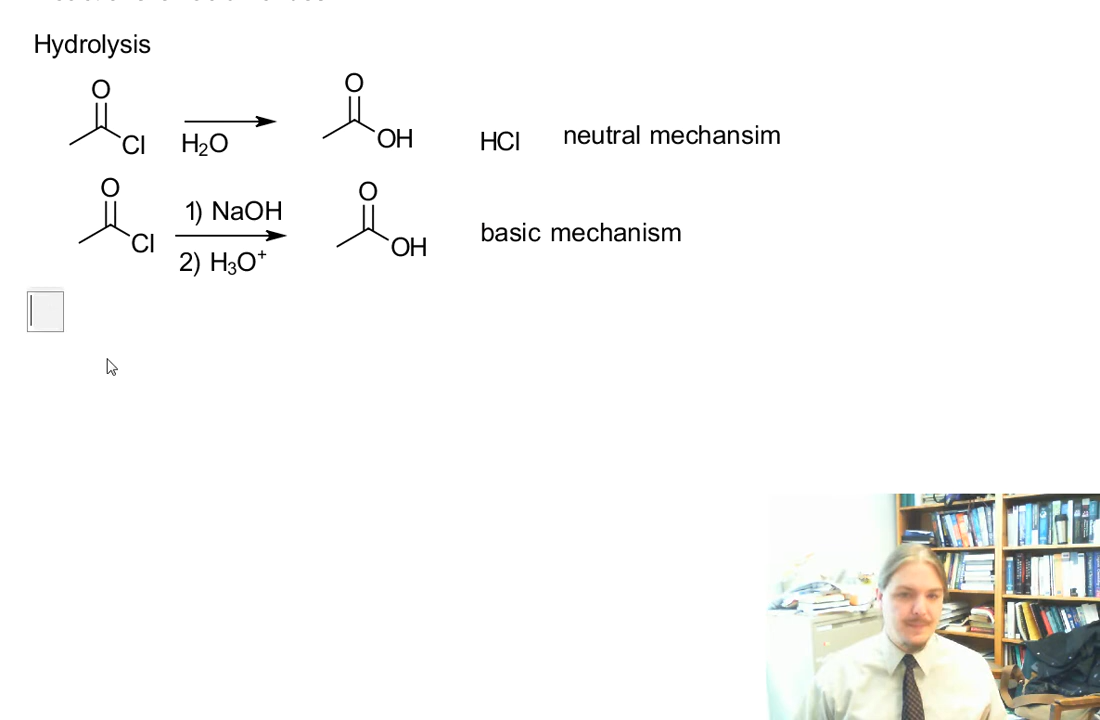 Hydrolysis
O
Cl
H₂O
O
OH
HCl
neutral mechansim
O
Cl
1) NaOH
2) H₃O⁺
O
OH
basic mechanism